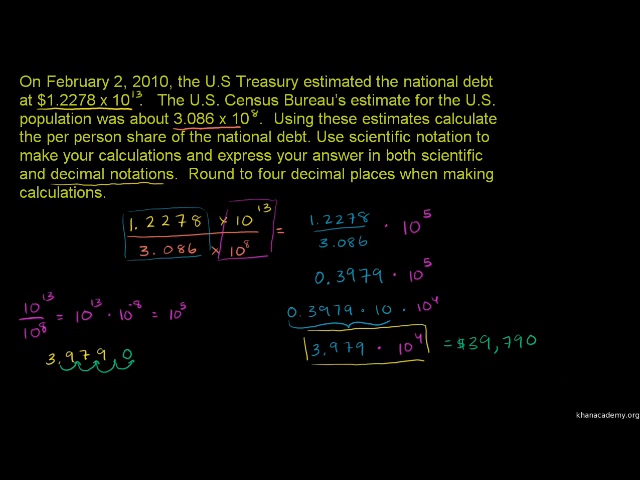 On February 2, 2010, the U.S Treasury estimated the national debt
at $1.2278 x 10^13. The U.S. Census Bureau's estimate for the U.S.
population was about 3.086 x 10^8. Using these estimates calculate
the per person share of the national debt. Use scientific notation to
make your calculations and express your answer in both scientific
and decimal notations. Round to four decimal places when making
calculations.
1.2278 x 10^13
3.086 x 10^8
=
1.2278
3.086
· 10^5
0.3979 · 10^5
10^13
10^8
= 10^13 · 10^-8 = 10^5
0.3979 · 10 · 10^4
3.9790
3.979 · 10^4 = $39,790
khanacademy.org